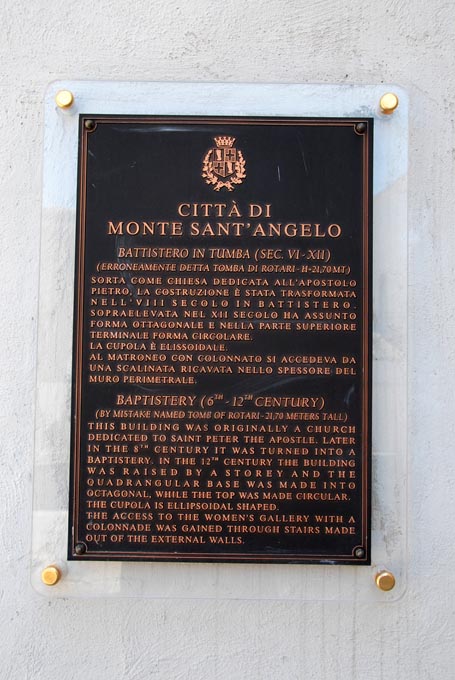 CITTÀ DI
MONTE SANT'ANGELO
BATTISTERO IN TUMBA (SEC. VI - XII)
(ERRONEAMENTE DETTA TOMBA DI ROTARI - H-21,70 MT)
SORTA COME CHIESA DEDICATA ALL'APOSTOLO
PIETRO, LA COSTRUZIONE È STATA TRASFORMATA
NELL'VIII SECOLO IN BATTISTERO.
SOPRAELEVATA NEL XII SECOLO HA ASSUNTO
FORMA OTTAGONALE E NELLA PARTE SUPERIORE
TERMINALE FORMA CIRCOLARE.
LA CUPOLA È ELISSOIDALE.
AL MATRONEO CON COLONNATO SI ACCEDEVA DA
UNA SCALINATA RICAVATA NELLO SPESSORE DEL
MURO PERIMETRALE.
BAPTISTERY (6TH - 12TH CENTURY)
(BY MISTAKE NAMED TOMB OF ROTARI - 21,70 METERS TALL)
THIS BUILDING WAS ORIGINALLY A CHURCH
DEDICATED TO SAINT PETER THE APOSTLE. LATER
IN THE 8TH CENTURY IT WAS TURNED INTO A
BAPTISTERY. IN THE 12TH CENTURY THE BUILDING
WAS RAISED BY A STOREY AND THE
QUADRANGULAR BASE WAS MADE INTO
OCTAGONAL, WHILE THE TOP WAS MADE CIRCULAR.
THE CUPOLA IS ELLIPSOIDAL SHAPED.
THE ACCESS TO THE WOMEN'S GALLERY WITH A
COLONNADE WAS GAINED THROUGH STAIRS MADE
OUT OF THE EXTERNAL WALLS.